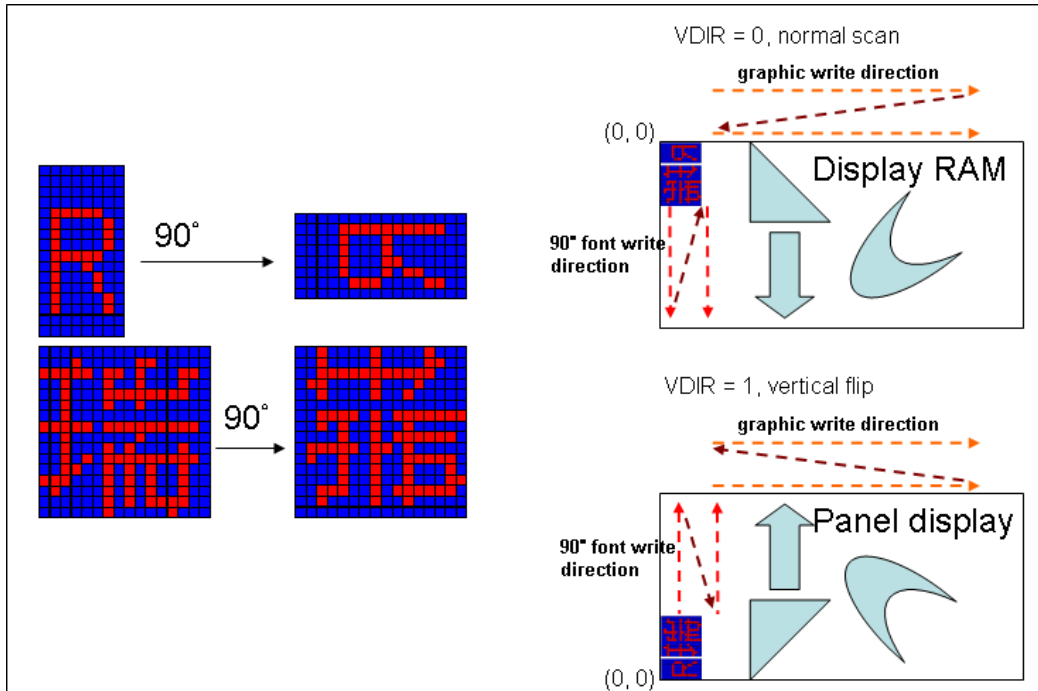 VDIR = 0, normal scan
graphic write direction
(0, 0)
Display RAM
90°
90° font write
direction
90°
VDIR = 1, vertical flip
graphic write direction
Panel display
90° font write
direction
(0, 0)
R